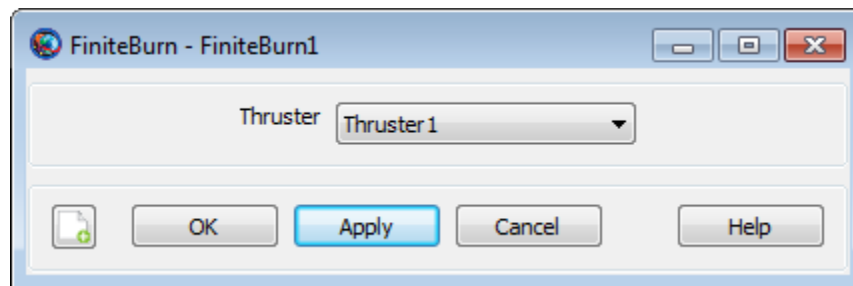 FiniteBurn - FiniteBurn1
Thruster Thruster1
OK Apply Cancel Help